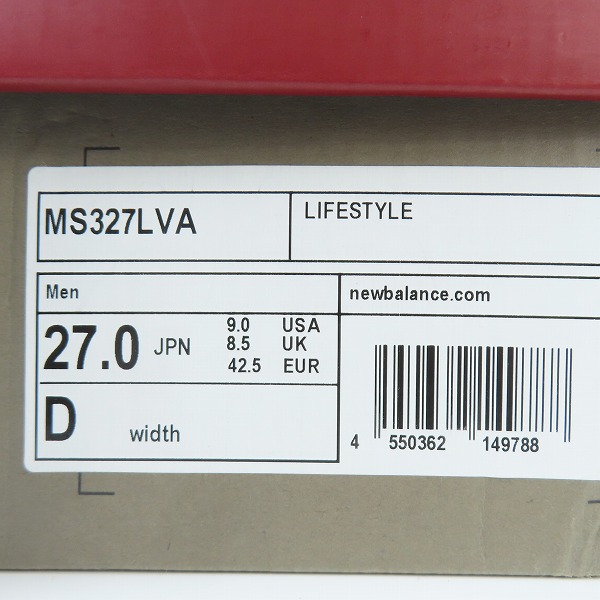 MS327LVA
LIFESTYLE
Men
27.0 JPN
9.0 USA
8.5 UK
42.5 EUR
D width
newbalance.com
4 550362 149788